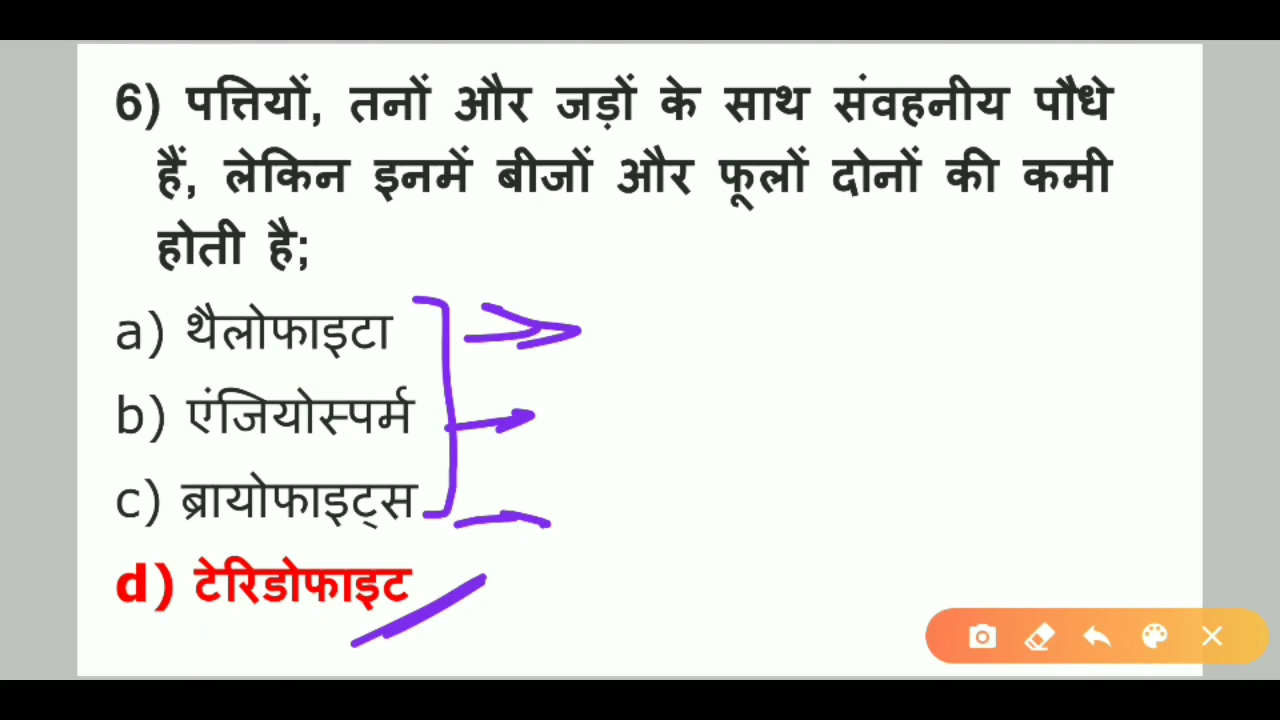 6) पत्तियों, तनों और जड़ों के साथ संवहनीय पौधे
हैं, लेकिन इनमें बीजों और फूलों दोनों की कमी
होती है;
a) थैलोफाइटा
b) एंजियोस्पर्म
c) ब्रायोफाइट्स
d) टेरिडोफाइट